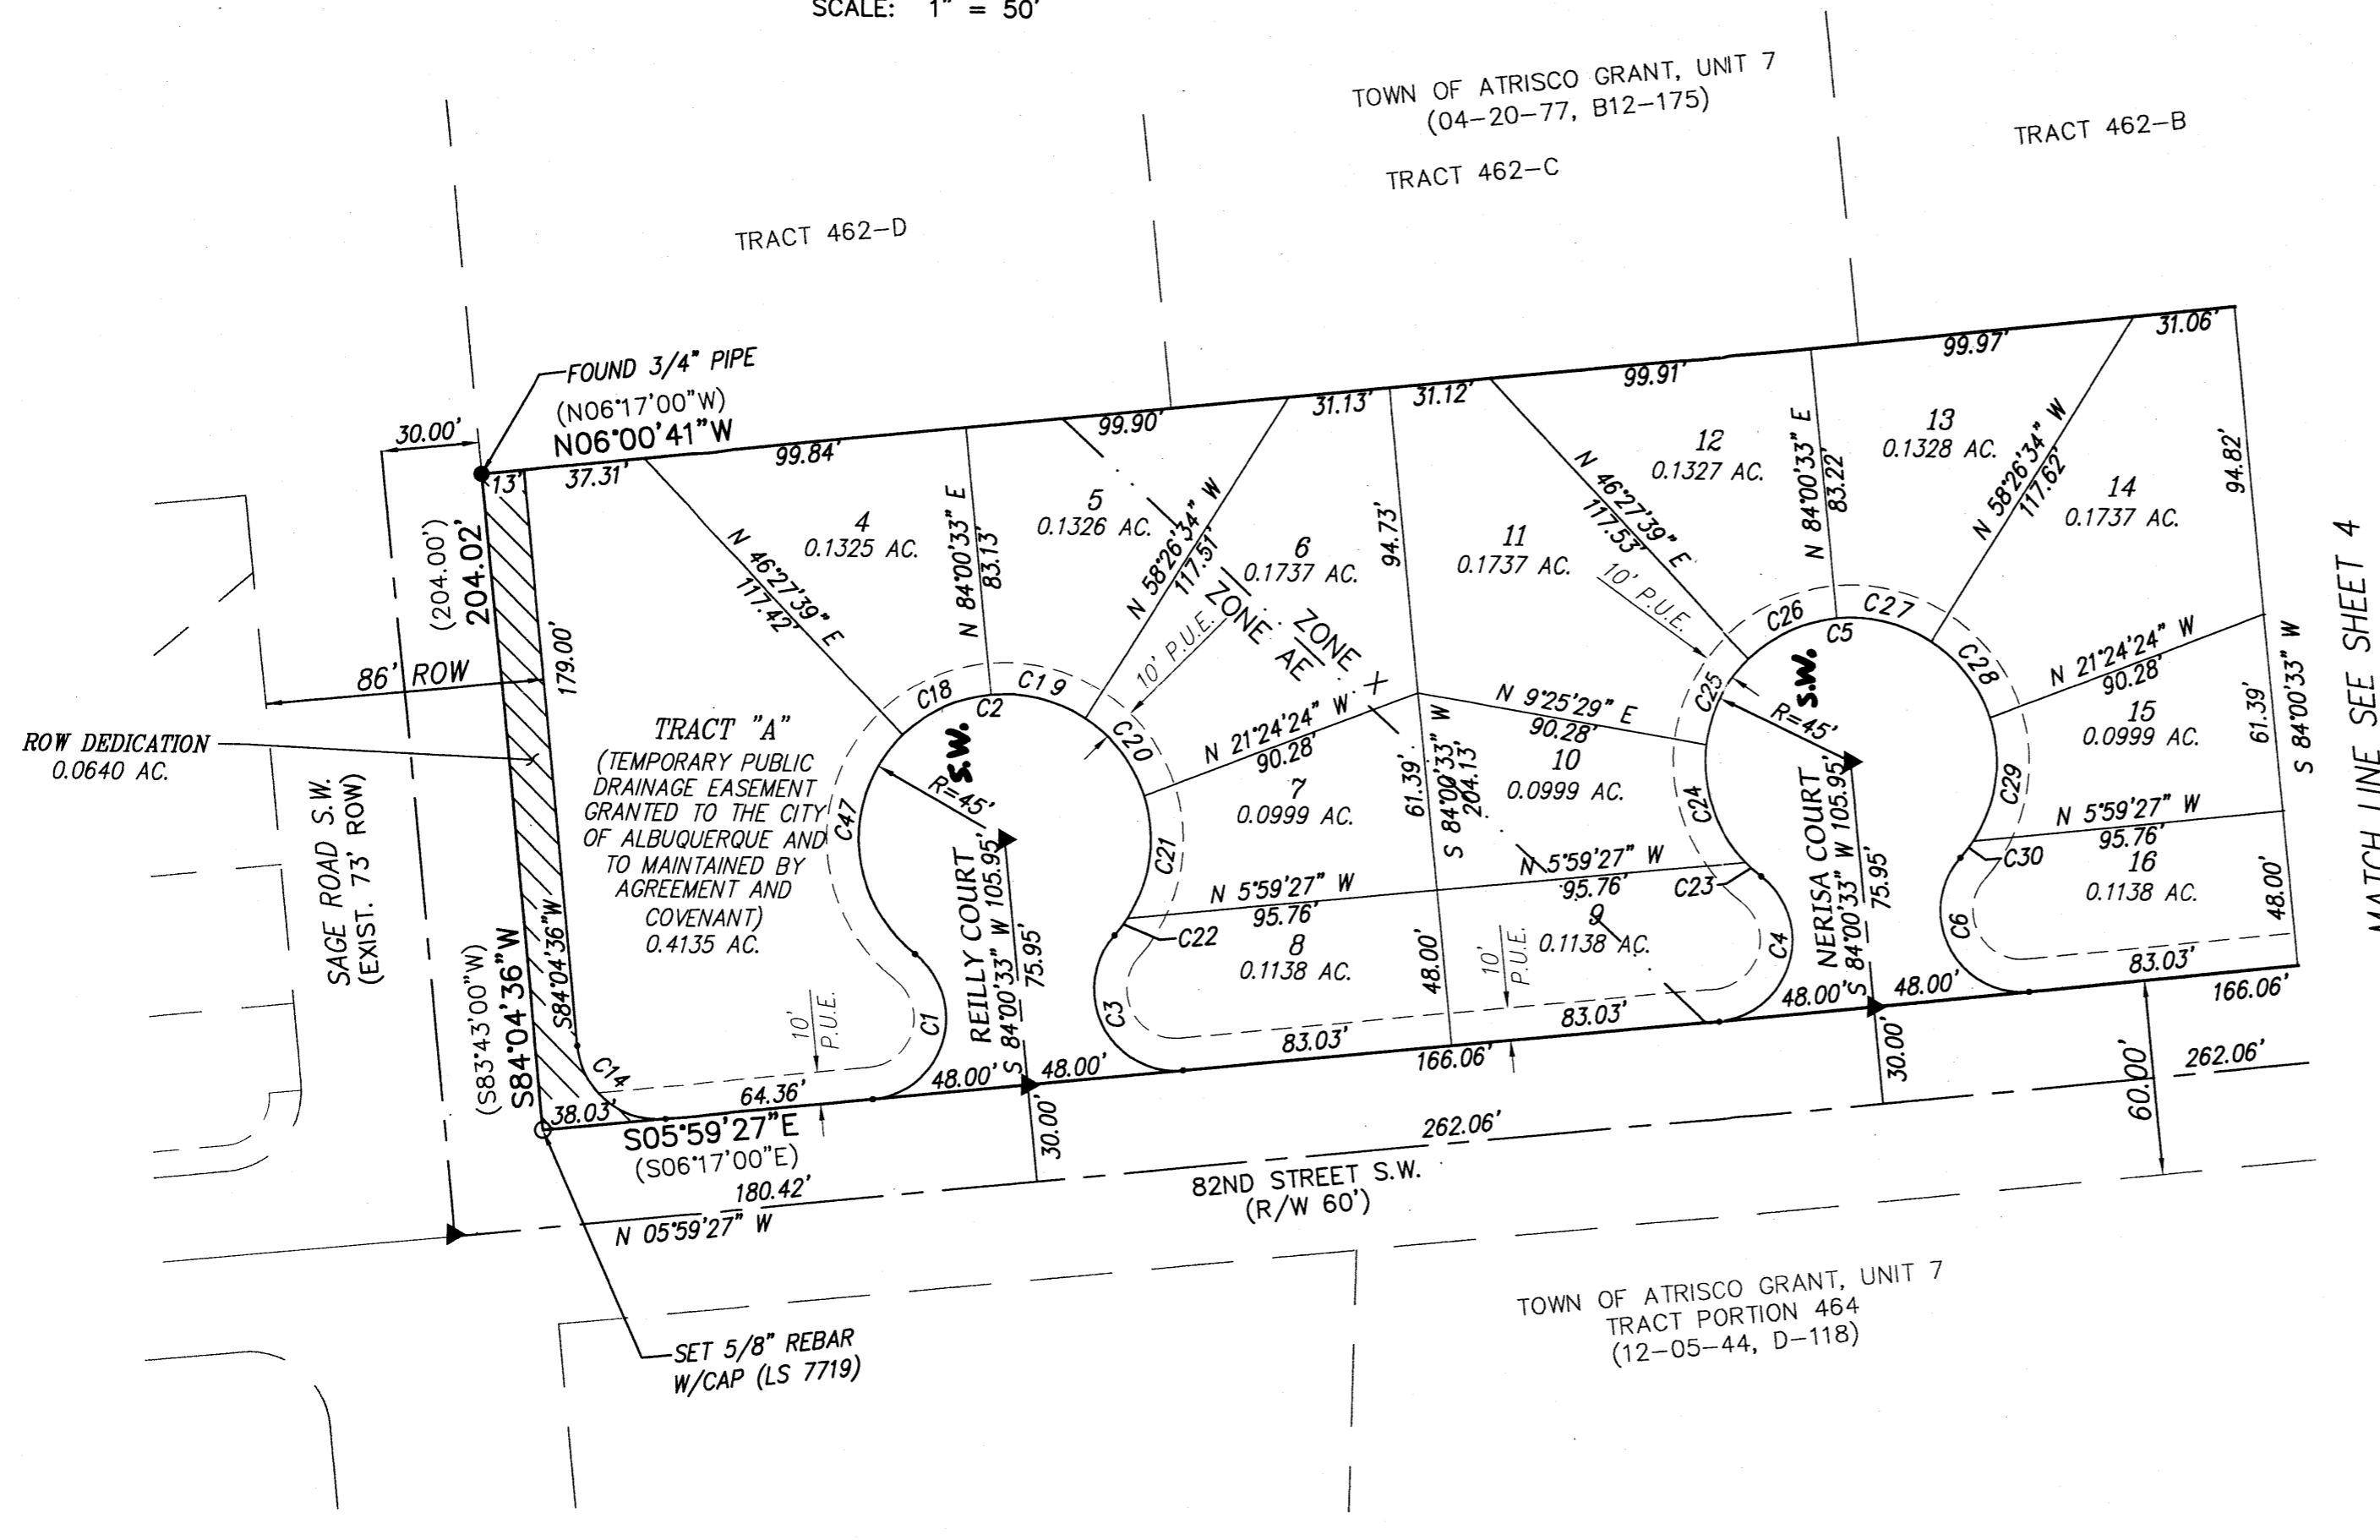 SCALE: 1" = 50'
TOWN OF ATRISCO GRANT, UNIT 7
(04-20-77, B12-175)
TRACT 462-B
TRACT 462-C
TRACT 462-D
FOUND 3/4" PIPE
(N06°17'00"W)
N06°00'41"W
30.00'
13'
37.31'
99.84'
99.90'
31.13'
31.12'
99.91'
99.97'
31.06'
(204.00')
204.02'
179.00'
86' ROW
ROW DEDICATION
0.0640 AC.
SAGE ROAD S.W.
(EXIST. 73' ROW)
(S83°43'00"W)
S84°04'36"W
S84°04'36"W
TRACT "A"
(TEMPORARY PUBLIC
DRAINAGE EASEMENT
GRANTED TO THE CITY
OF ALBUQUERQUE AND
TO MAINTAINED BY
AGREEMENT AND
COVENANT)
0.4135 AC.
N 46°27'39" E
117.42'
4
0.1325 AC.
N 84°00'33" E
83.13'
5
0.1326 AC.
N 58°26'34" W
117.51'
6
0.1737 AC.
10' P.U.E.
ZONE AE
ZONE X
94.73'
11
0.1737 AC.
N 46°27'39" E
117.53'
10' P.U.E.
12
0.1327 AC.
N 84°00'33" E
83.22'
13
0.1328 AC.
N 58°26'34" W
117.62'
14
0.1737 AC.
94.82'
C18
C2
C19
C20
C47
C21
C22
C1
C3
C14
R=45'
S.W.
REILLY COURT
S 84°00'33" W 105.95'
75.95'
N 21°24'24" W
90.28'
7
0.0999 AC.
61.39'
S 84°00'33" W
204.13'
N 9°25'29" E
90.28'
10
0.0999 AC.
N 5°59'27" W
95.76'
8
0.1138 AC.
48.00'
N 5°59'27" W
95.76'
9
0.1138 AC.
10'
P.U.E.
C26
C5
C27
C25
C28
C24
C29
C23
C30
C4
C6
R=45'
S.W.
NERISA COURT
S 84°00'33" W 105.95'
75.95'
N 21°24'24" W
90.28'
15
0.0999 AC.
61.39'
S 84°00'33" W
N 5°59'27" W
95.76'
16
0.1138 AC.
48.00'
MATCH LINE SEE SHEET 4
10'
P.U.E.
38.03'
64.36'
48.00'
48.00'
83.03'
166.06'
83.03'
48.00'
48.00'
83.03'
166.06'
S05°59'27"E
(S06°17'00"E)
30.00'
262.06'
30.00'
60.00'
262.06'
180.42'
N 05°59'27" W
82ND STREET S.W.
(R/W 60')
SET 5/8" REBAR
W/CAP (LS 7719)
TOWN OF ATRISCO GRANT, UNIT 7
TRACT PORTION 464
(12-05-44, D-118)